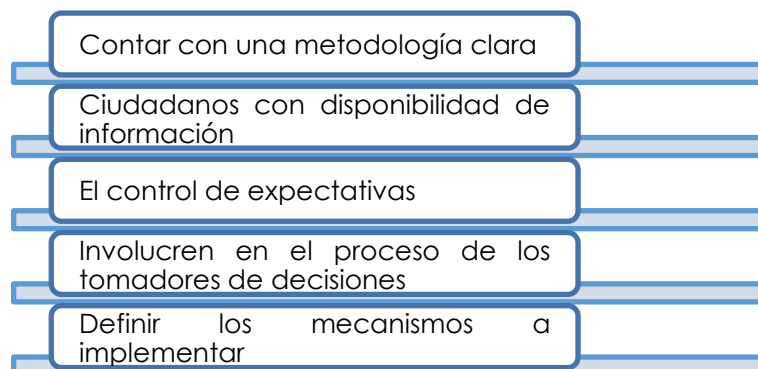 Contar con una metodología clara
Ciudadanos con disponibilidad de
información
El control de expectativas
Involucren en el proceso de los
tomadores de decisiones
Definir los mecanismos a
implementar